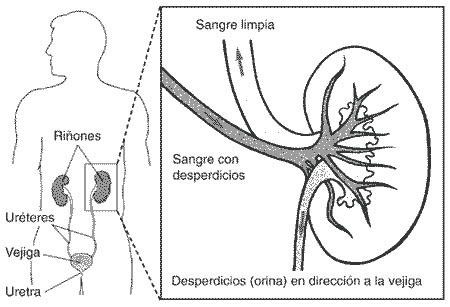 Riñones
Uréteres
Vejiga
Uretra
Sangre limpia
Sangre con
desperdicios
Desperdicios (orina) en dirección a la vejiga